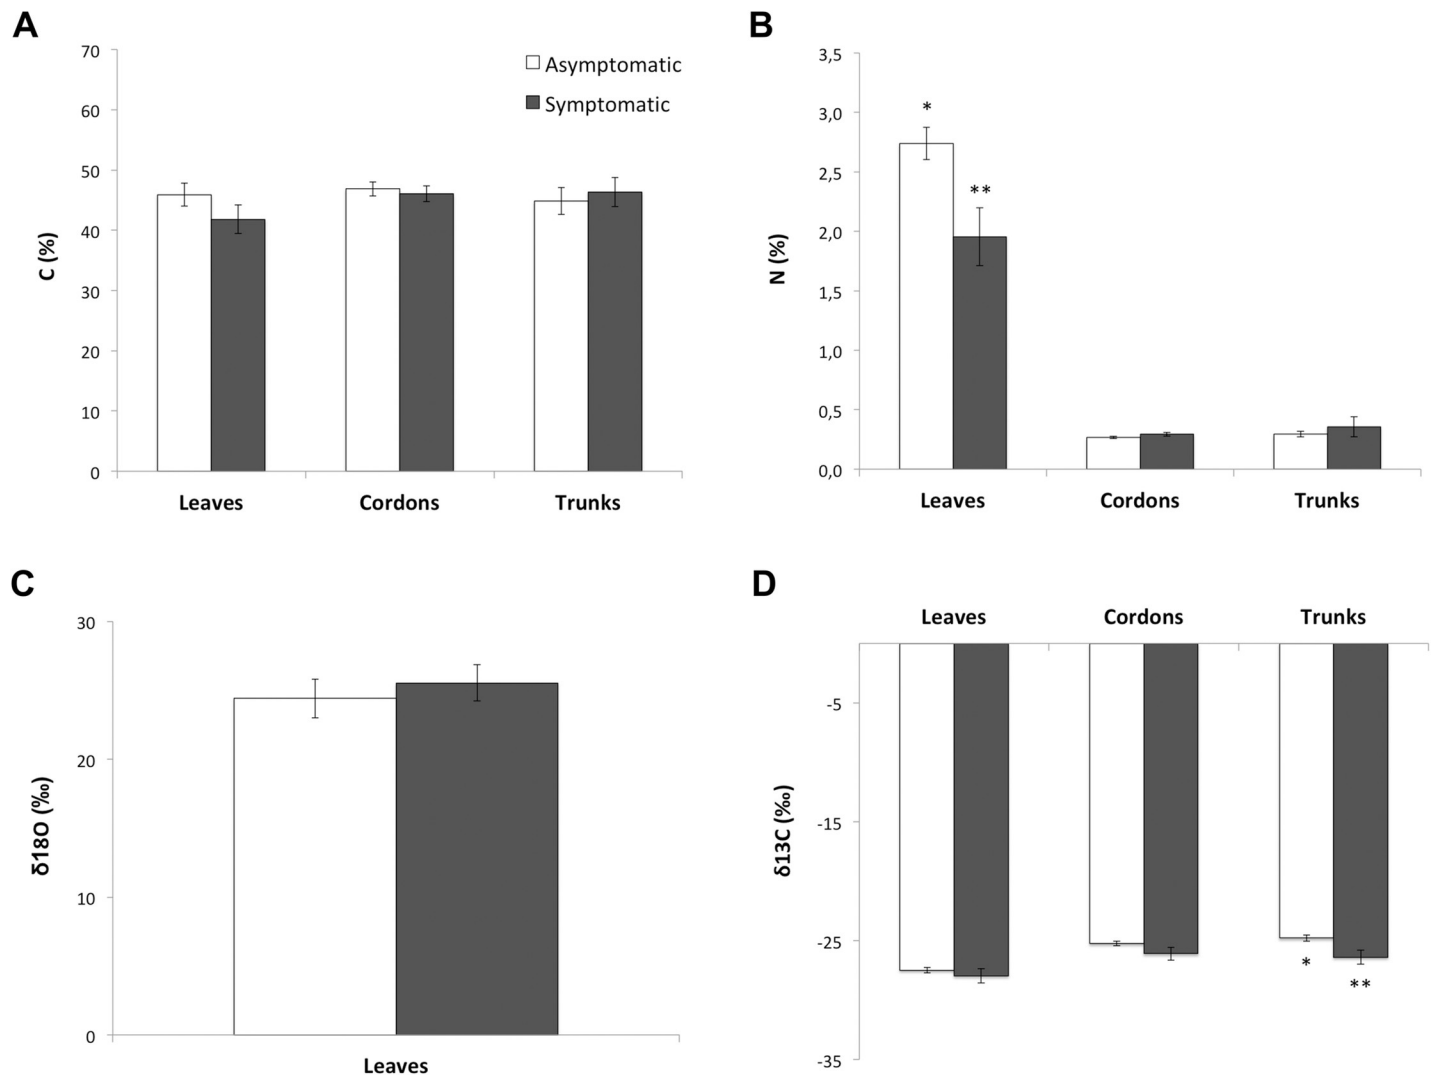 A
70
60
50
40
30
20
10
0
C (%)
Asymptomatic
Symptomatic
Leaves Cordons Trunks
B
3,5
3,0
2,5
2,0
1,5
1,0
0,5
0,0
N (%)
*
**
Leaves Cordons Trunks
C
30
20
10
0
δ18O (‰)
Leaves
D
Leaves Cordons Trunks
-5
-15
-25
-35
δ13C (‰)
*
**